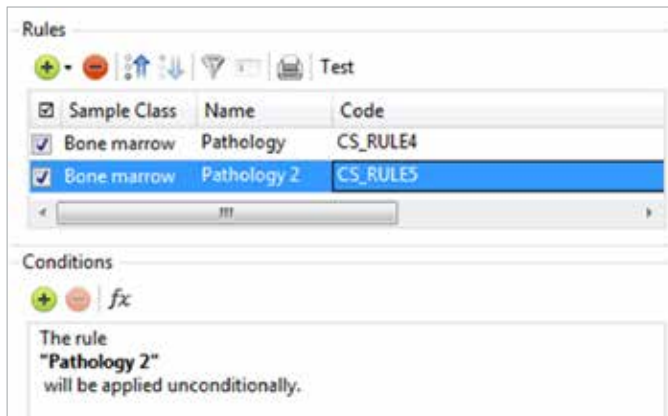 Rules
Test
Sample Class Name Code
Bone marrow Pathology CS_RULE4
Bone marrow Pathology 2 CS_RULE5
Conditions
fx
The rule
"Pathology 2"
will be applied unconditionally.